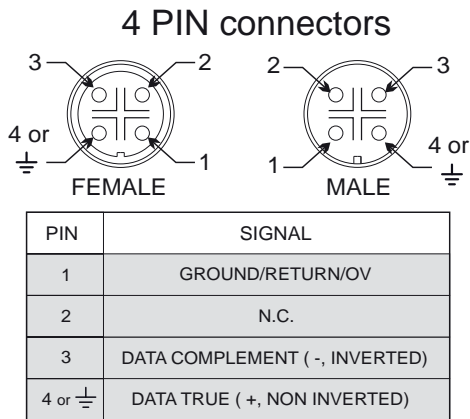 4 PIN connectors
3 2 2 3
4 or 4 or
1 1
FEMALE MALE
PIN SIGNAL
1 GROUND/RETURN/OV
2 N.C.
3 DATA COMPLEMENT ( -, INVERTED)
4 or ⏚ DATA TRUE ( +, NON INVERTED)